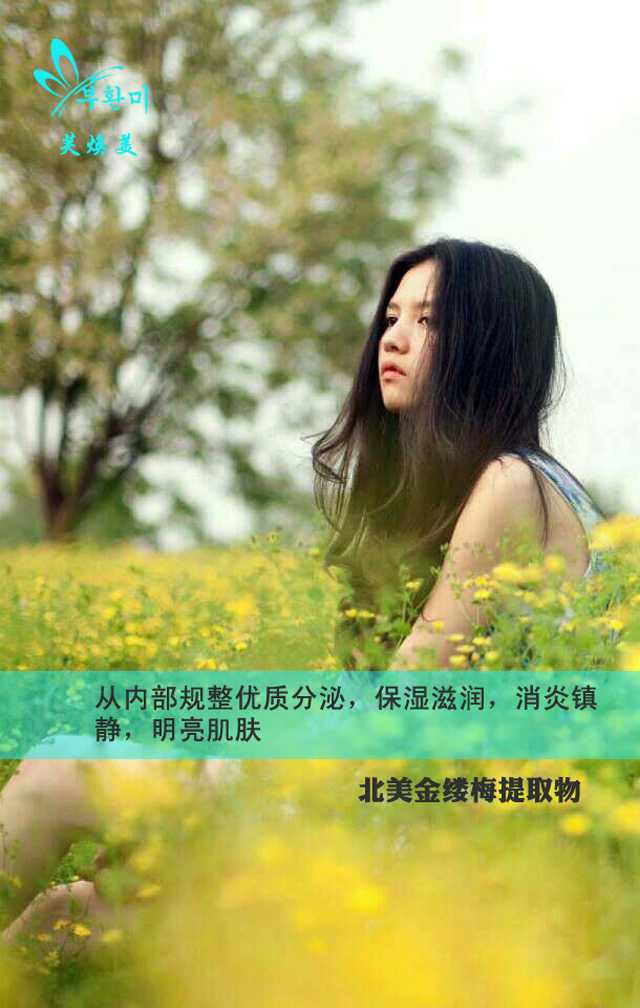 부환미
芙焕美
从内部规整优质分泌，保湿滋润，消炎镇
静，明亮肌肤
北美金缕梅提取物